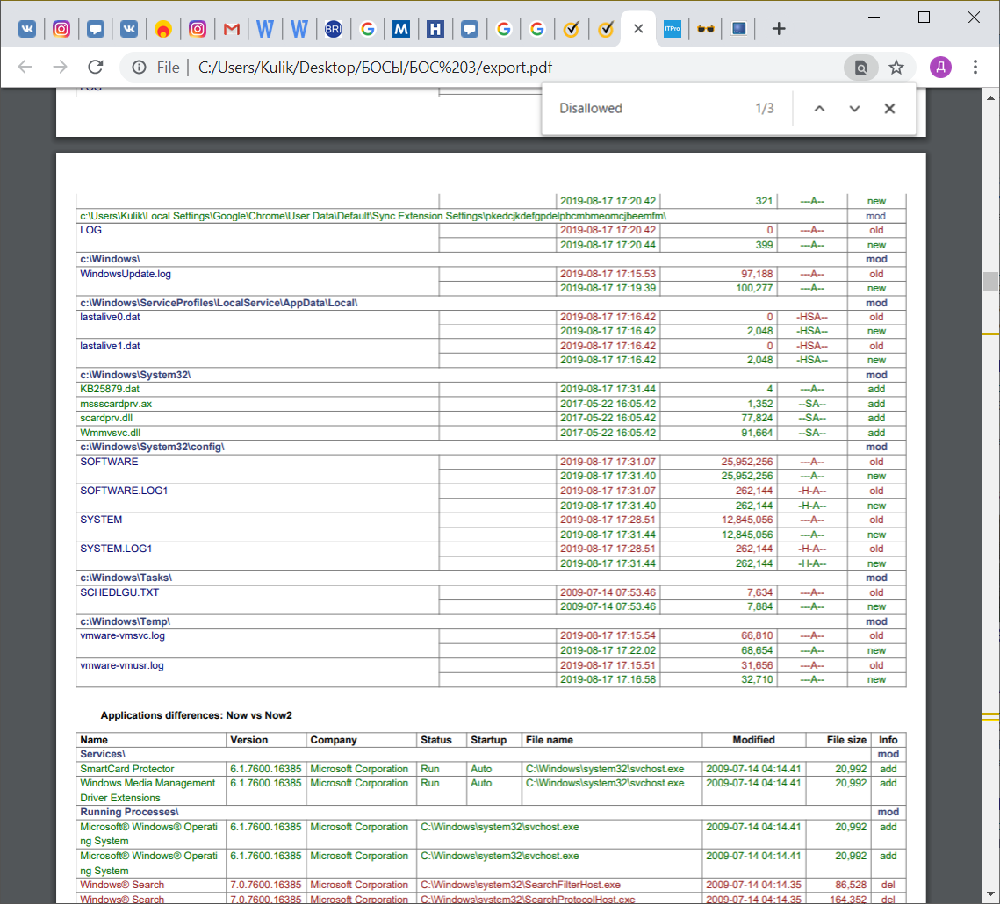 BRI
ITPro
File
C:/Users/Kulik/Desktop/БОСЫ/БОС%203/export.pdf
Д
Disallowed 1/3
LOG
2019-08-17 17:20.42 321 ---A-- new
c:\Users\Kulik\Local Settings\Google\Chrome\User Data\Default\Sync Extension Settings\pkedcjkdefgpdelpbcmbmeomcjbeemfm\ mod
LOG 2019-08-17 17:20.42 0 ---A-- old
2019-08-17 17:20.44 399 ---A-- new
c:\Windows\ mod
WindowsUpdate.log 2019-08-17 17:15.53 97,188 ---A-- old
2019-08-17 17:19.39 100,277 ---A-- new
c:\Windows\ServiceProfiles\LocalService\AppData\Local\ mod
lastalive0.dat 2019-08-17 17:16.42 0 -HSA-- old
2019-08-17 17:16.42 2,048 -HSA-- new
lastalive1.dat 2019-08-17 17:16.42 0 -HSA-- old
2019-08-17 17:16.42 2,048 -HSA-- new
c:\Windows\System32\ mod
KB25879.dat 2019-08-17 17:31.44 4 ---A-- add
mssscardprv.ax 2017-05-22 16:05.42 1,352 --SA-- add
scardprv.dll 2017-05-22 16:05.42 77,824 --SA-- add
Wmmvsvc.dll 2017-05-22 16:05.42 91,664 --SA-- add
c:\Windows\System32\config\ mod
SOFTWARE 2019-08-17 17:31.07 25,952,256 ---A-- old
2019-08-17 17:31.40 25,952,256 ---A-- new
SOFTWARE.LOG1 2019-08-17 17:31.07 262,144 -H-A-- old
2019-08-17 17:31.40 262,144 -H-A-- new
SYSTEM 2019-08-17 17:28.51 12,845,056 ---A-- old
2019-08-17 17:31.44 12,845,056 ---A-- new
SYSTEM.LOG1 2019-08-17 17:28.51 262,144 -H-A-- old
2019-08-17 17:31.44 262,144 -H-A-- new
c:\Windows\Tasks\ mod
SCHEDLGU.TXT 2009-07-14 07:53.46 7,634 ---A-- old
2009-07-14 07:53.46 7,884 ---A-- new
c:\Windows\Temp\ mod
vmware-vmsvc.log 2019-08-17 17:15.54 66,810 ---A-- old
2019-08-17 17:22.02 68,654 ---A-- new
vmware-vmusr.log 2019-08-17 17:15.51 31,656 ---A-- old
2019-08-17 17:16.58 32,710 ---A-- new
Applications differences: Now vs Now2
Name Version Company Status Startup File name Modified File size Info
Services\ mod
SmartCard Protector 6.1.7600.16385 Microsoft Corporation Run Auto C:\Windows\system32\svchost.exe 2009-07-14 04:14.41 20,992 add
Windows Media Management 6.1.7600.16385 Microsoft Corporation Run Auto C:\Windows\system32\svchost.exe 2009-07-14 04:14.41 20,992 add
Driver Extensions
Running Processes\ mod
Microsoft® Windows® Operati 6.1.7600.16385 Microsoft Corporation C:\Windows\system32\svchost.exe 2009-07-14 04:14.41 20,992 add
ng System
Microsoft® Windows® Operati 6.1.7600.16385 Microsoft Corporation C:\Windows\system32\svchost.exe 2009-07-14 04:14.41 20,992 add
ng System
Windows® Search 7.0.7600.16385 Microsoft Corporation C:\Windows\system32\SearchFilterHost.exe 2009-07-14 04:14.35 86,528 del
Windows® Search 7.0.7600.16385 Microsoft Corporation C:\Windows\system32\SearchProtocolHost.exe 2009-07-14 04:14.35 164,352 del